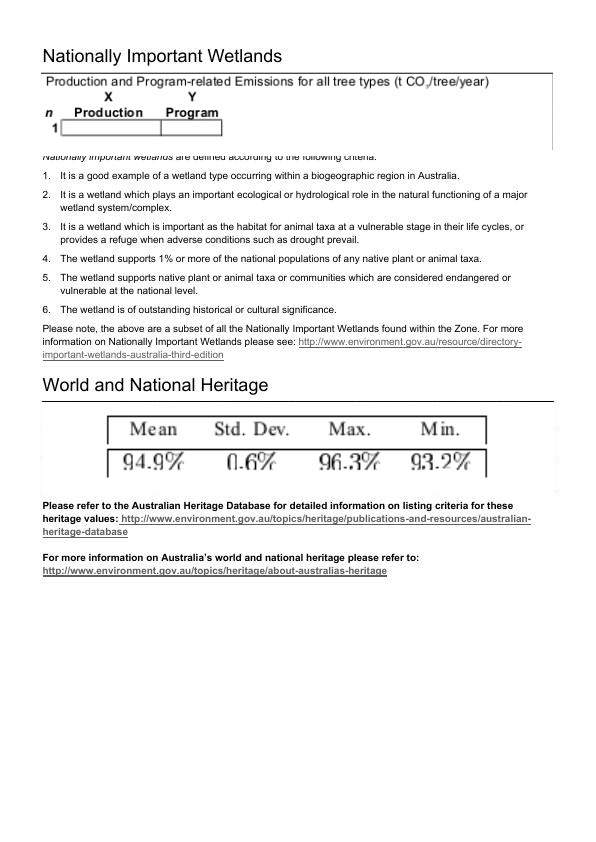 Nationally Important Wetlands
Production and Program-related Emissions for all tree types (t CO₂/tree/year)
X Y
n Production Program
1
Nationally important wetlands are defined according to the following criteria:
1. It is a good example of a wetland type occurring within a biogeographic region in Australia.
2. It is a wetland which plays an important ecological or hydrological role in the natural functioning of a major
wetland system/complex.
3. It is a wetland which is important as the habitat for animal taxa at a vulnerable stage in their life cycles, or
provides a refuge when adverse conditions such as drought prevail.
4. The wetland supports 1% or more of the national populations of any native plant or animal taxa.
5. The wetland supports native plant or animal taxa or communities which are considered endangered or
vulnerable at the national level.
6. The wetland is of outstanding historical or cultural significance.
Please note, the above are a subset of all the Nationally Important Wetlands found within the Zone. For more
information on Nationally Important Wetlands please see: http://www.environment.gov.au/resource/directory-
important-wetlands-australia-third-edition
World and National Heritage
Mean Std. Dev. Max. Min.
94.9% 0.6% 96.3% 93.2%
Please refer to the Australian Heritage Database for detailed information on listing criteria for these
heritage values: http://www.environment.gov.au/topics/heritage/publications-and-resources/australian-
heritage-database
For more information on Australia's world and national heritage please refer to:
http://www.environment.gov.au/topics/heritage/about-australias-heritage